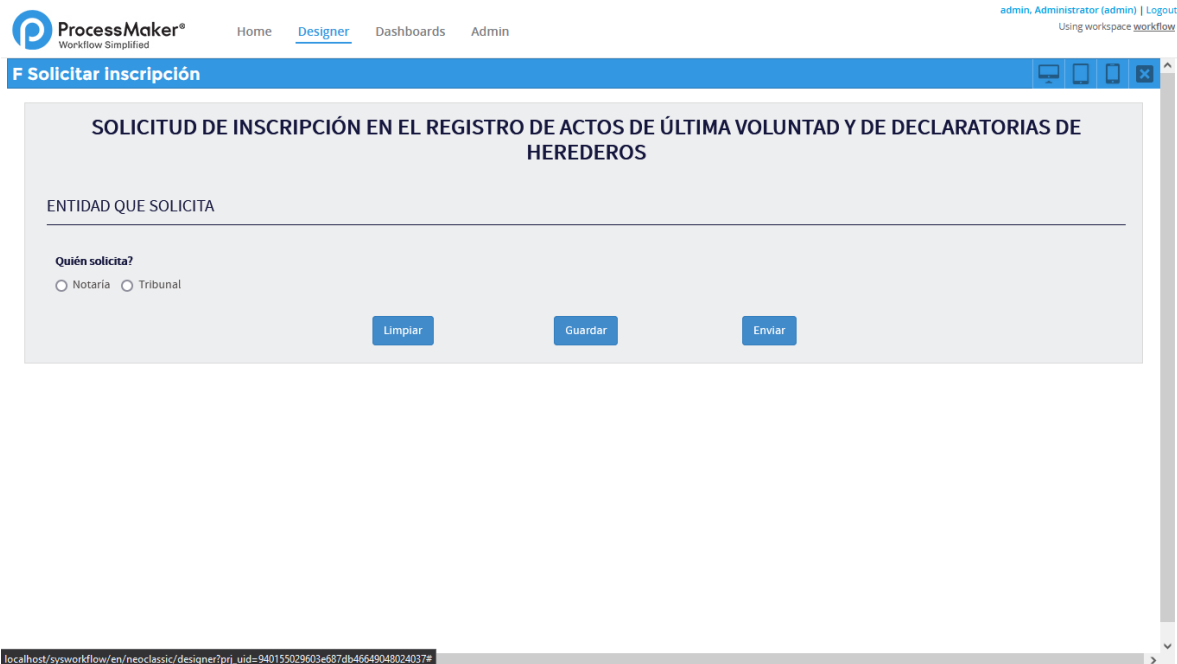 admin, Administrator (admin) | Logout
Using workspace workflow
ProcessMaker®
Workflow Simplified
Home Designer Dashboards Admin
F Solicitar inscripción
SOLICITUD DE INSCRIPCIÓN EN EL REGISTRO DE ACTOS DE ÚLTIMA VOLUNTAD Y DE DECLARATORIAS DE
HEREDEROS
ENTIDAD QUE SOLICITA
Quién solicita?
Notaría Tribunal
Limpiar Guardar Enviar
localhost/sysworkflow/en/neoclassic/designer?prj_uid=940155029603e687db46649048024037#